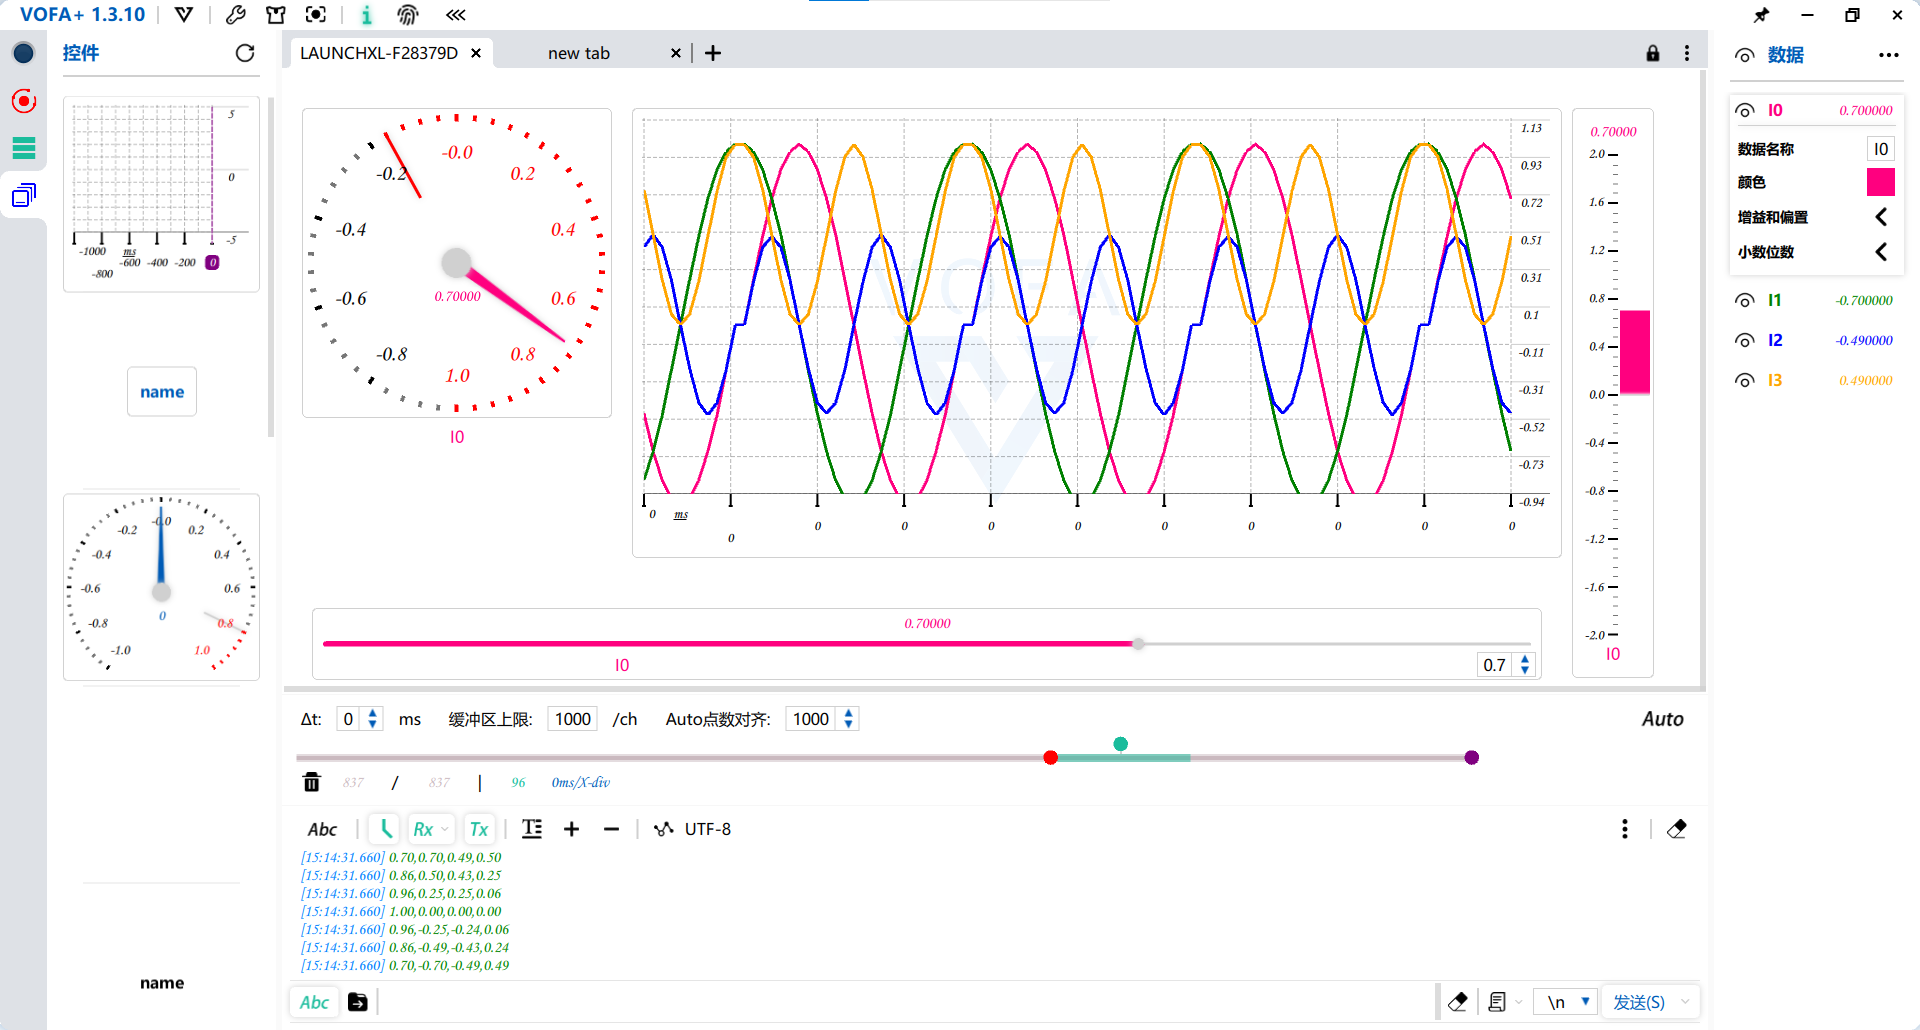 VOFA+ 1.3.10
控件
LAUNCHXL-F28379D
new tab
数据
5
0
-5
-1000
ms
-600
-400
-200
0
-800
name
-0.0
-0.2
0.2
-0.4
0.4
-0.6
0.6
0
-0.8
0.8
-1.0
1.0
name
-0.0
-0.2
0.2
-0.4
0.4
-0.6
0.6
0.70000
-0.8
0.8
1.0
I0
VOFA
1.13
0.93
0.72
0.51
0.31
0.1
-0.11
-0.31
-0.52
-0.73
-0.94
0 ms
0
0
0
0
0
0
0
0
0
0
0.70000
2.0
1.6
1.2
0.8
0.4
0.0
-0.4
-0.8
-1.2
-1.6
-2.0
I0
0.70000
I0
0.7
I0 0.700000
数据名称 I0
颜色
增益和偏置
小数位数
I1 -0.700000
I2 -0.490000
I3 0.490000
Δt: 0 ms 缓冲区上限: 1000 /ch Auto点数对齐: 1000 Auto
837 / 837 | 96 0ms/X-div
Abc Rx Tx UTF-8
[15:14:31.660] 0.70,0.70,0.49,0.50
[15:14:31.660] 0.86,0.50,0.43,0.25
[15:14:31.660] 0.96,0.25,0.25,0.06
[15:14:31.660] 1.00,0.00,0.00,0.00
[15:14:31.660] 0.96,-0.25,-0.24,0.06
[15:14:31.660] 0.86,-0.49,-0.43,0.24
[15:14:31.660] 0.70,-0.70,-0.49,0.49
Abc \n 发送(S)